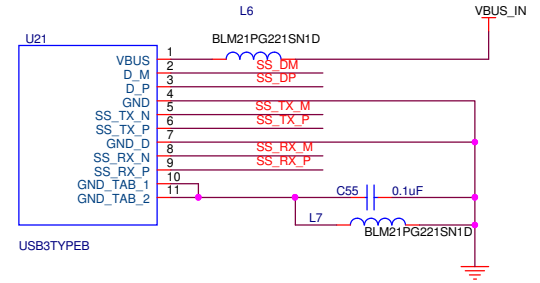 L6
VBUS_IN
U21
BLM21PG221SN1D
VBUS 1
D_M 2 SS_DM
D_P 3 SS_DP
GND 4
SS_TX_N 5 SS_TX_M
SS_TX_P 6 SS_TX_P
GND_D 7
SS_RX_N 8 SS_RX_M
SS_RX_P 9 SS_RX_P
GND_TAB_1 10
GND_TAB_2 11
C55 0.1uF
L7
BLM21PG221SN1D
USB3TYPEB